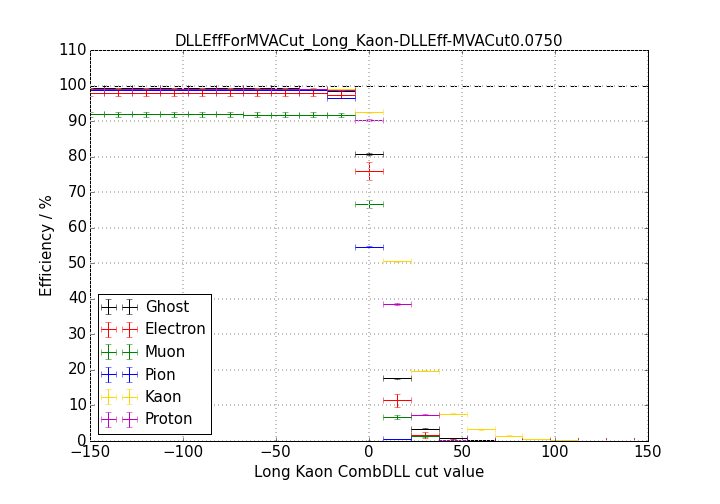 DLLEffForMVACut_Long_Kaon-DLLEff-MVACut0.0750
110
100
90
80
70
60
50
40
30
20
10
0
Efficiency / %
Ghost
Electron
Muon
Pion
Kaon
Proton
−150 −100 −50 0 50 100 150
Long Kaon CombDLL cut value